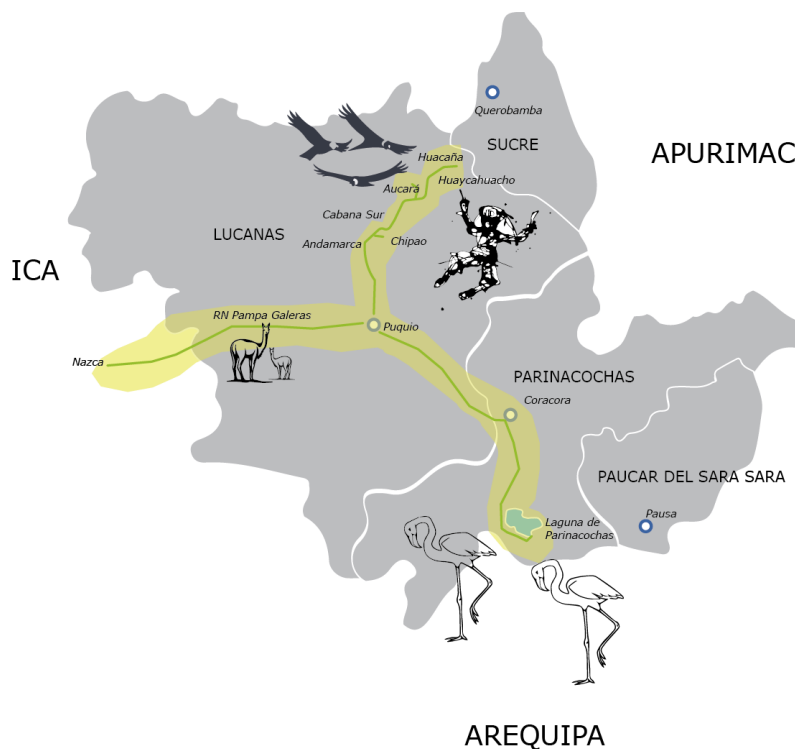 Querobamba
SUCRE
APURIMAC
Huacaña
Huaycahuacho
Aucará
Cabana Sur
LUCANAS
Andamarca
Chipao
ICA
RN Pampa Galeras
Puquio
Nazca
PARINACOCHAS
Coracora
PAUCAR DEL SARA SARA
Pausa
Laguna de
Parinacochas
AREQUIPA